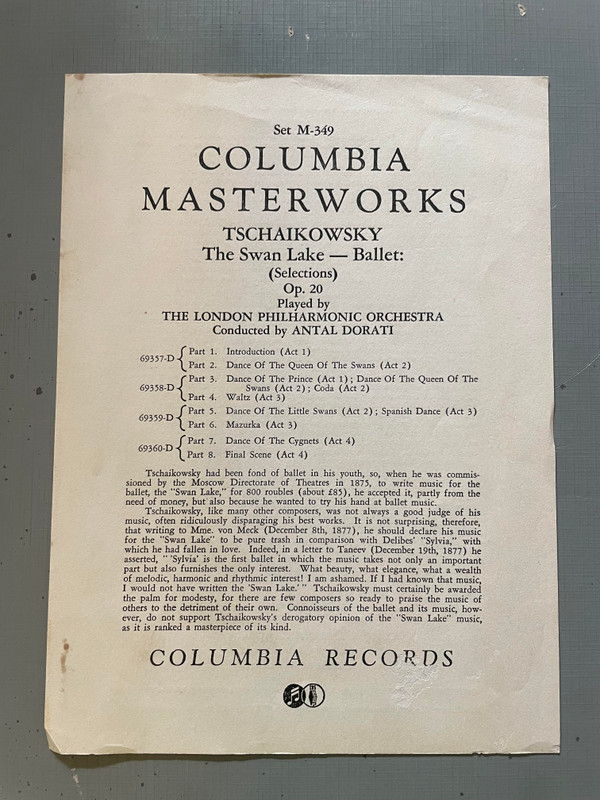 Set M-349
COLUMBIA
MASTERWORKS
TSCHAIKOWSKY
The Swan Lake — Ballet:
(Selections)
Op. 20
Played by
THE LONDON PHILHARMONIC ORCHESTRA
Conducted by ANTAL DORATI
69357-D { Part 1. Introduction (Act 1)
Part 2. Dance Of The Queen Of The Swans (Act 2)
69358-D { Part 3. Dance Of The Prince (Act 1); Dance Of The Queen Of The
Swans (Act 2); Coda (Act 2)
Part 4. Waltz (Act 3)
69359-D { Part 5. Dance Of The Little Swans (Act 2); Spanish Dance (Act 3)
Part 6. Mazurka (Act 3)
69360-D { Part 7. Dance Of The Cygnets (Act 4)
Part 8. Final Scene (Act 4)
Tschaikowsky had been fond of ballet in his youth, so, when he was commis-
sioned by the Moscow Directorate of Theatres in 1875, to write music for the
ballet, the "Swan Lake," for 800 roubles (about £85), he accepted it, partly from the
need of money, but also because he wanted to try his hand at ballet music.
Tschaikowsky, like many other composers, was not always a good judge of his
music, often ridiculously disparaging his best works. It is not surprising, therefore,
that writing to Mme. von Meck (December 8th, 1877), he should declare his music
for the "Swan Lake" to be pure trash in comparison with Delibes' "Sylvia," with
which he had fallen in love. Indeed, in a letter to Taneev (December 19th, 1877) he
asserted, " 'Sylvia' is the first ballet in which the music takes not only an important
part but also furnishes the only interest. What beauty, what elegance, what a wealth
of melodic, harmonic and rhythmic interest! I am ashamed. If I had known that music,
I would not have written the 'Swan Lake.' " Tschaikowsky must certainly be awarded
the palm for modesty, for there are few composers so ready to praise the music of
others to the detriment of their own. Connoisseurs of the ballet and its music, how-
ever, do not support Tschaikowsky's derogatory opinion of the "Swan Lake" music,
as it is ranked a masterpiece of its kind.
COLUMBIA RECORDS